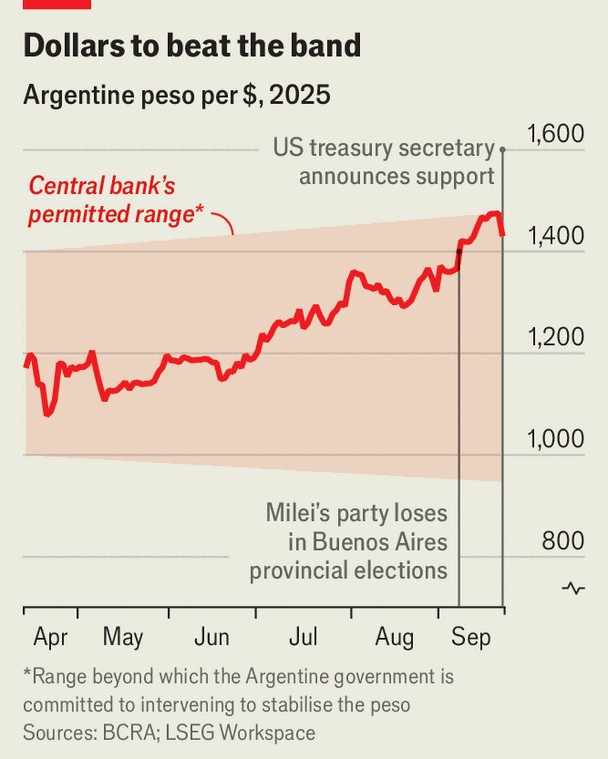 Dollars to beat the band
Argentine peso per $, 2025
1,600
US treasury secretary
announces support
Central bank's
permitted range*
1,400
1,200
1,000
Milei's party loses
in Buenos Aires
provincial elections
800
Apr May Jun Jul Aug Sep
*Range beyond which the Argentine government is
committed to intervening to stabilise the peso
Sources: BCRA; LSEG Workspace